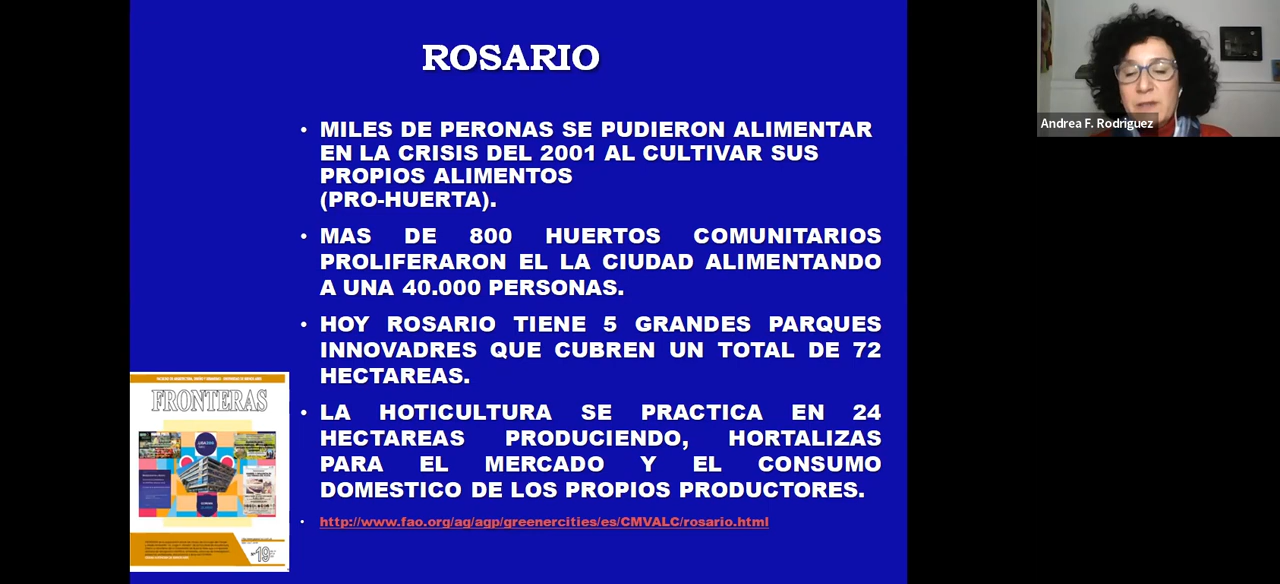 ROSARIO
• MILES DE PERONAS SE PUDIERON ALIMENTAR
EN LA CRISIS DEL 2001 AL CULTIVAR SUS
PROPIOS ALIMENTOS
(PRO-HUERTA).
• MAS DE 800 HUERTOS COMUNITARIOS
PROLIFERARON EL LA CIUDAD ALIMENTANDO
A UNA 40.000 PERSONAS.
• HOY ROSARIO TIENE 5 GRANDES PARQUES
INNOVADRES QUE CUBREN UN TOTAL DE 72
HECTAREAS.
• LA HOTICULTURA SE PRACTICA EN 24
HECTAREAS PRODUCIENDO, HORTALIZAS
PARA EL MERCADO Y EL CONSUMO
DOMESTICO DE LOS PROPIOS PRODUCTORES.
• http://www.fao.org/ag/agp/greenercities/es/CMVALC/rosario.html
FRONTERAS
19
Andrea F. Rodriguez